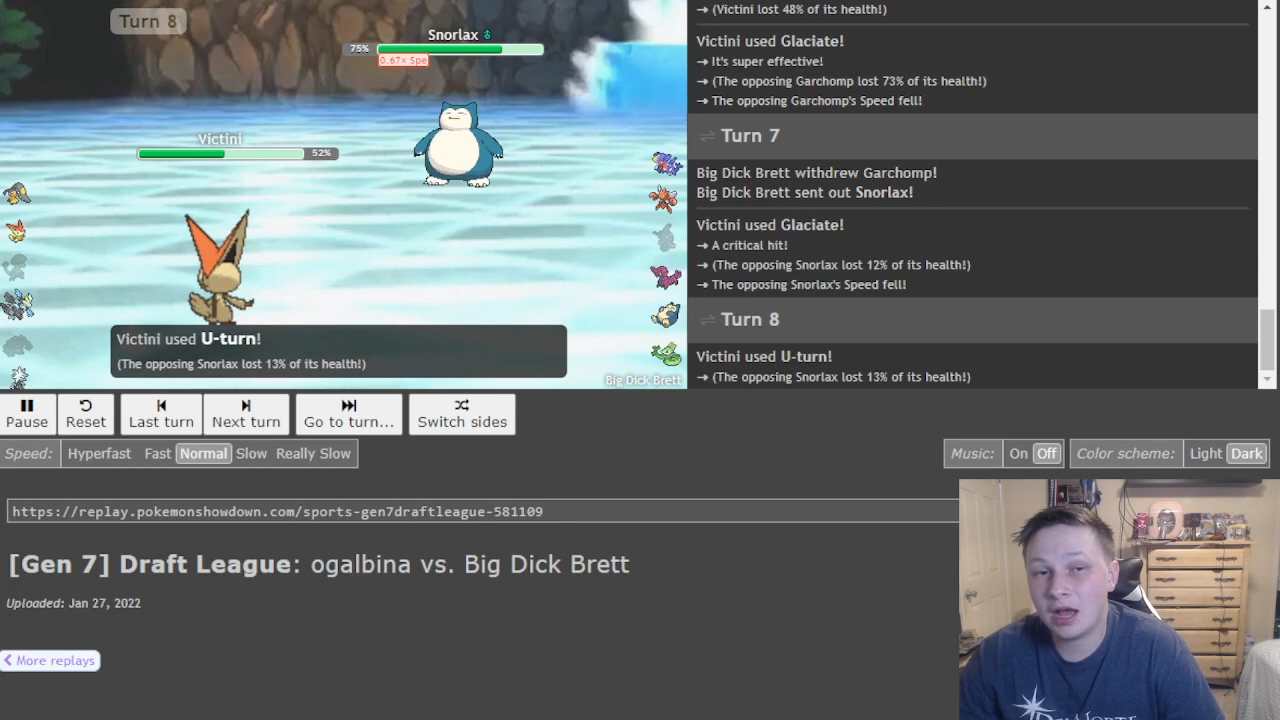 Turn 8
Snorlax
75%
0.67× Spe
Victini
52%
Victini used U-turn!
(The opposing Snorlax lost 13% of its health!)
Big Dick Brett
→ (Victini lost 48% of its health!)
Victini used Glaciate!
→ It's super effective!
→ (The opposing Garchomp lost 73% of its health!)
→ The opposing Garchomp's Speed fell!
Turn 7
Big Dick Brett withdrew Garchomp!
Big Dick Brett sent out Snorlax!
Victini used Glaciate!
→ A critical hit!
→ (The opposing Snorlax lost 12% of its health!)
→ The opposing Snorlax's Speed fell!
Turn 8
Victini used U-turn!
→ (The opposing Snorlax lost 13% of its health!)
Pause Reset Last turn Next turn Go to turn... Switch sides
Speed: Hyperfast Fast Normal Slow Really Slow
Music: On Off Color scheme: Light Dark
https://replay.pokemonshowdown.com/sports-gen7draftleague-581109
[Gen 7] Draft League: ogalbina vs. Big Dick Brett
Uploaded: Jan 27, 2022
More replays